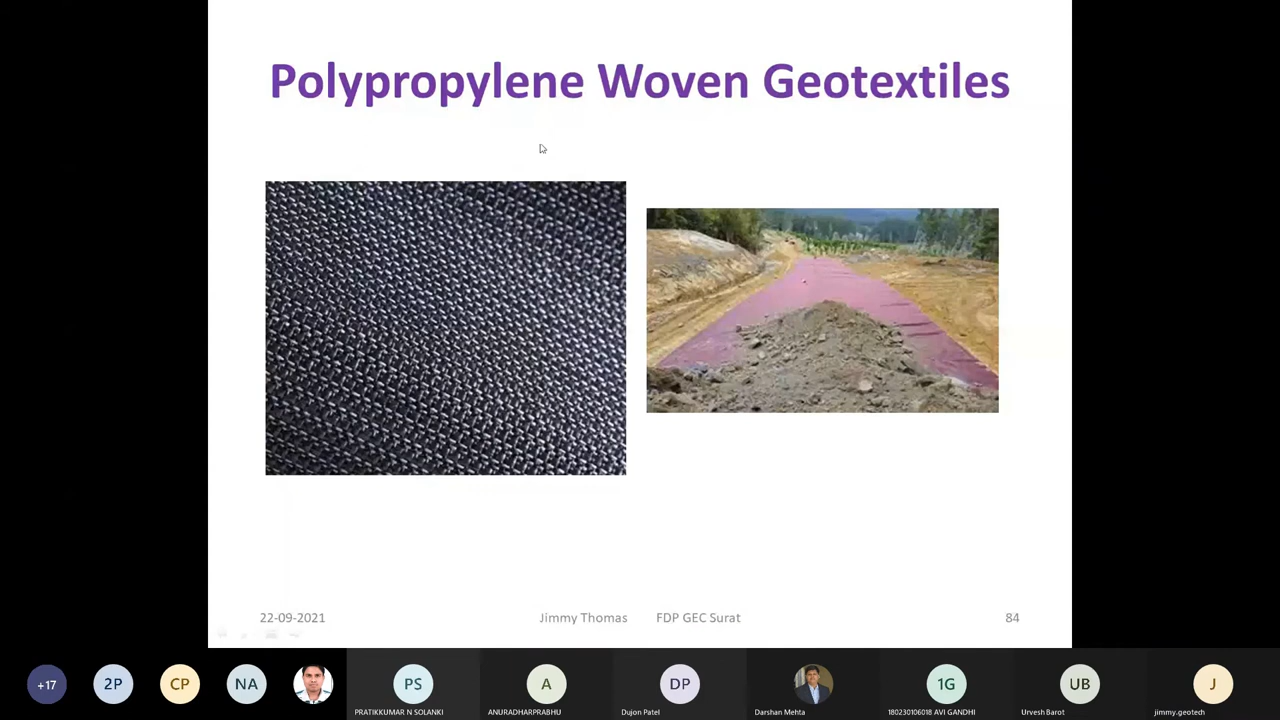 Polypropylene Woven Geotextiles
22-09-2021 Jimmy Thomas FDP GEC Surat 84
+17 2P CP NA PS A DP 1G UB J
PRATIKKUMAR N SOLANKI ANURADHARPRABHU Dujon Patel Darshan Mehta 180230106018 AVI GANDHI Urvesh Barot jimmy.geotech